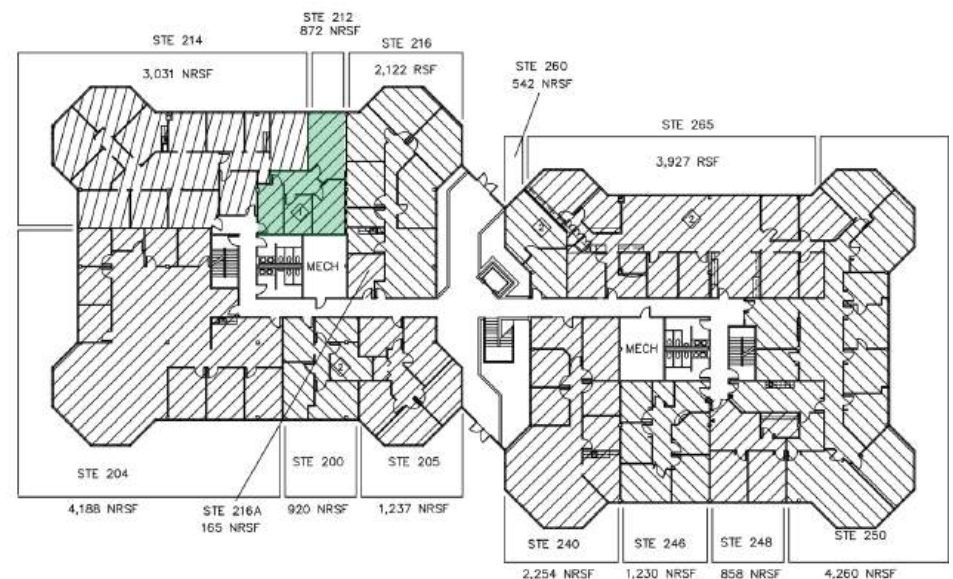 STE 212
872 NRSF
STE 214
3,031 NRSF
STE 216
2,122 RSF
STE 260
542 NRSF
STE 265
3,927 RSF
1
2
2
MECH
2
MECH
STE 204
4,188 NRSF
STE 216A
165 NRSF
STE 200
920 NRSF
STE 205
1,237 NRSF
STE 240
2,254 NRSF
STE 246
1,230 NRSF
STE 248
858 NRSF
STE 250
4,260 NRSF